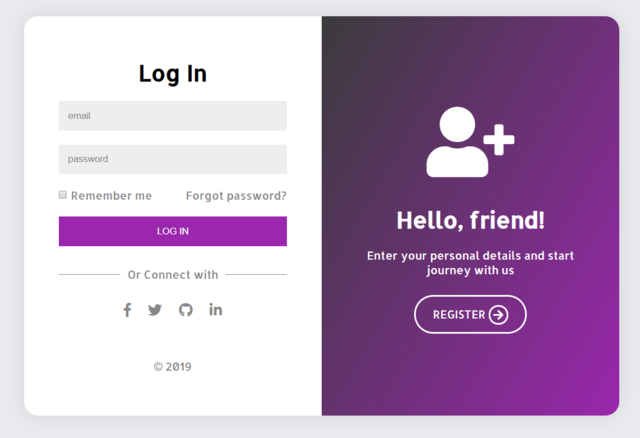 Log In
email
password
Remember me
Forgot password?
LOG IN
Or Connect with
© 2019
Hello, friend!
Enter your personal details and start
journey with us
REGISTER